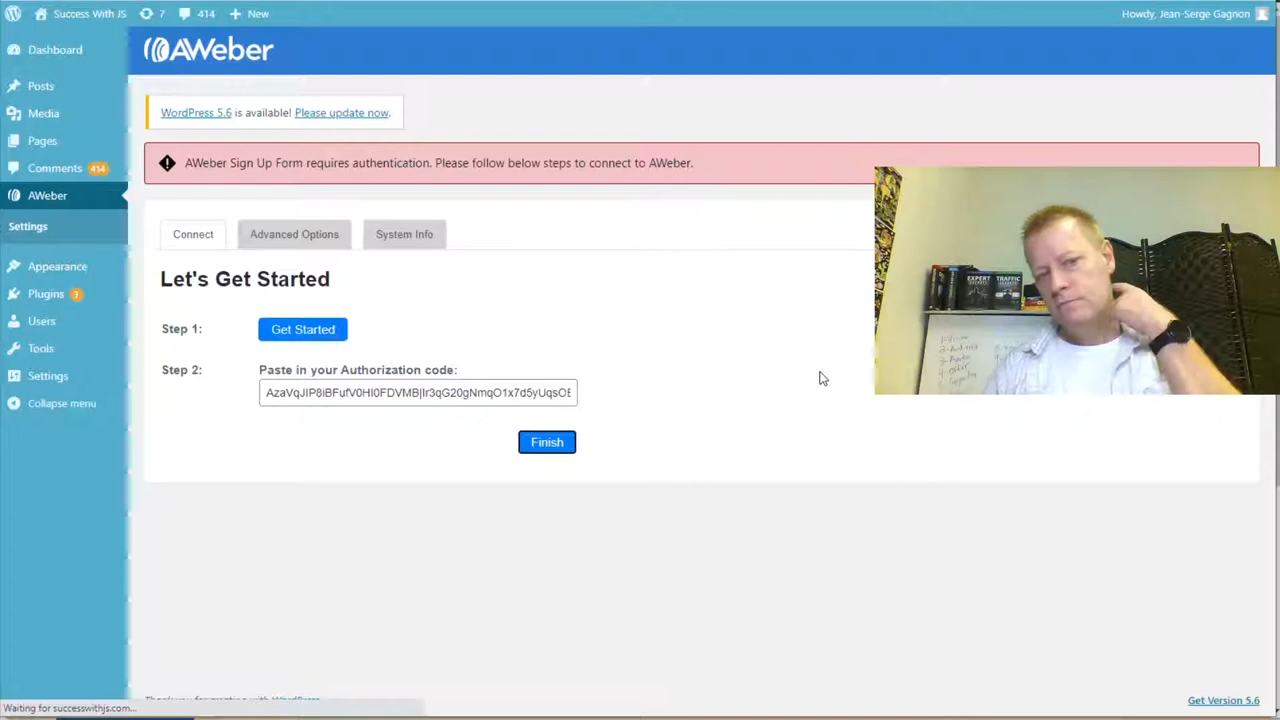 Success With JS
7
414
New
Howdy, Jean-Serge Gagnon
Dashboard
Posts
Media
Pages
Comments 414
AWeber
Settings
Appearance
Plugins 3
Users
Tools
Settings
Collapse menu
AWeber
WordPress 5.6 is available! Please update now.
AWeber Sign Up Form requires authentication. Please follow below steps to connect to AWeber.
Connect
Advanced Options
System Info
Let's Get Started
Step 1:
Get Started
Step 2:
Paste in your Authorization code:
Finish
EXPERT
TRAFFIC
Get Version 5.6
Waiting for successwithjs.com...